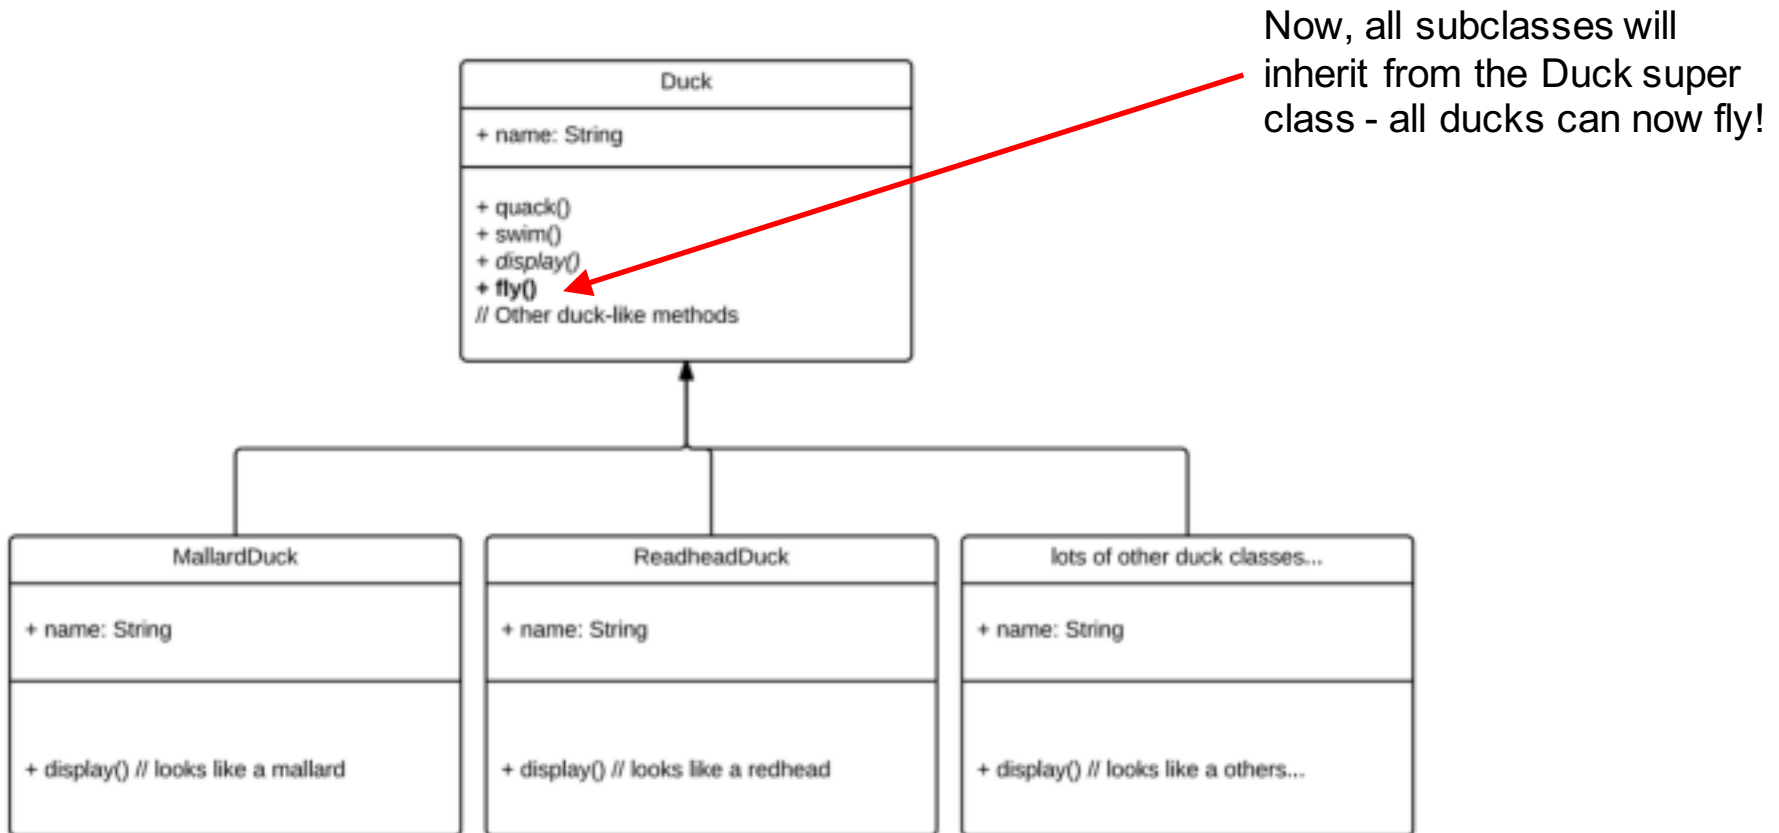 Now, all subclasses will
inherit from the Duck super
class - all ducks can now fly!
Duck
+ name: String
+ quack()
+ swim()
+ display()
+ fly()
// Other duck-like methods
MallardDuck
+ name: String
+ display() // looks like a mallard
ReadheadDuck
+ name: String
+ display() // looks like a redhead
lots of other duck classes...
+ name: String
+ display() // looks like a others...